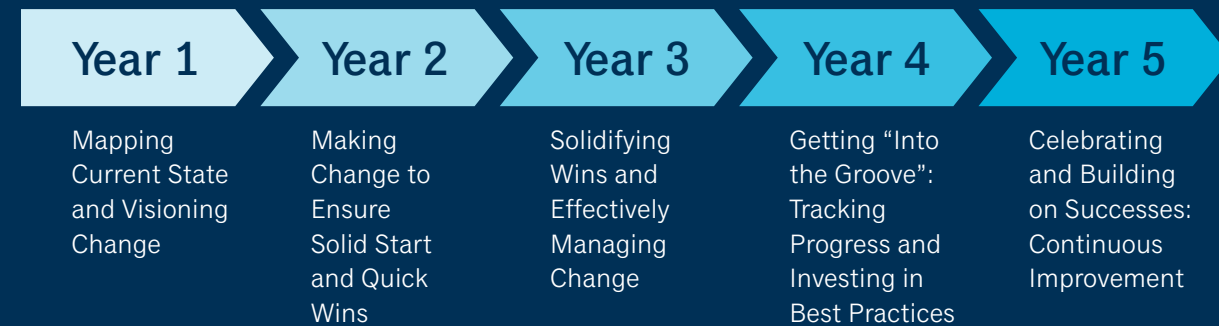 Year 1
Year 2
Year 3
Year 4
Year 5
Mapping
Current State
and Visioning
Change
Making
Change to
Ensure
Solid Start
and Quick
Wins
Solidifying
Wins and
Effectively
Managing
Change
Getting “Into
the Groove”:
Tracking
Progress and
Investing in
Best Practices
Celebrating
and Building
on Successes:
Continuous
Improvement